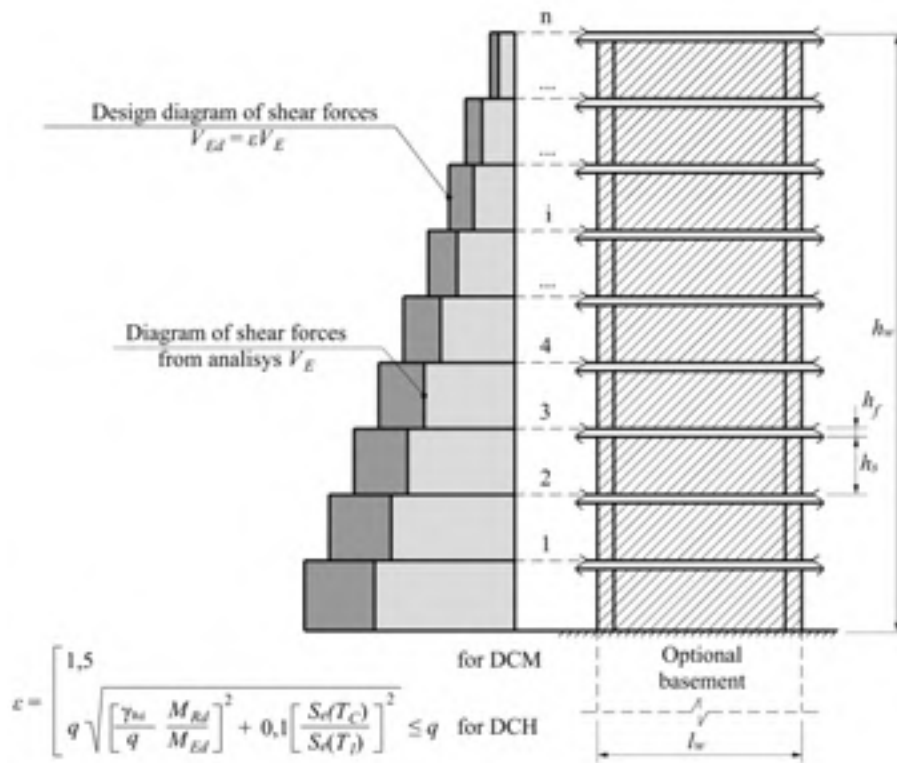 n
...
Design diagram of shear forces
V_Ed = εV_E
...
i
...
h_w
Diagram of shear forces
from analisys V_E
4
3
h_f
2
h_s
1
1,5 for DCM
Optional
basement
ε = q √([γ_Rd/q M_Rd/M_Ed]² + 0,1[S_e(T_C)/S_e(T_1)]²) ≤ q for DCH
l_w